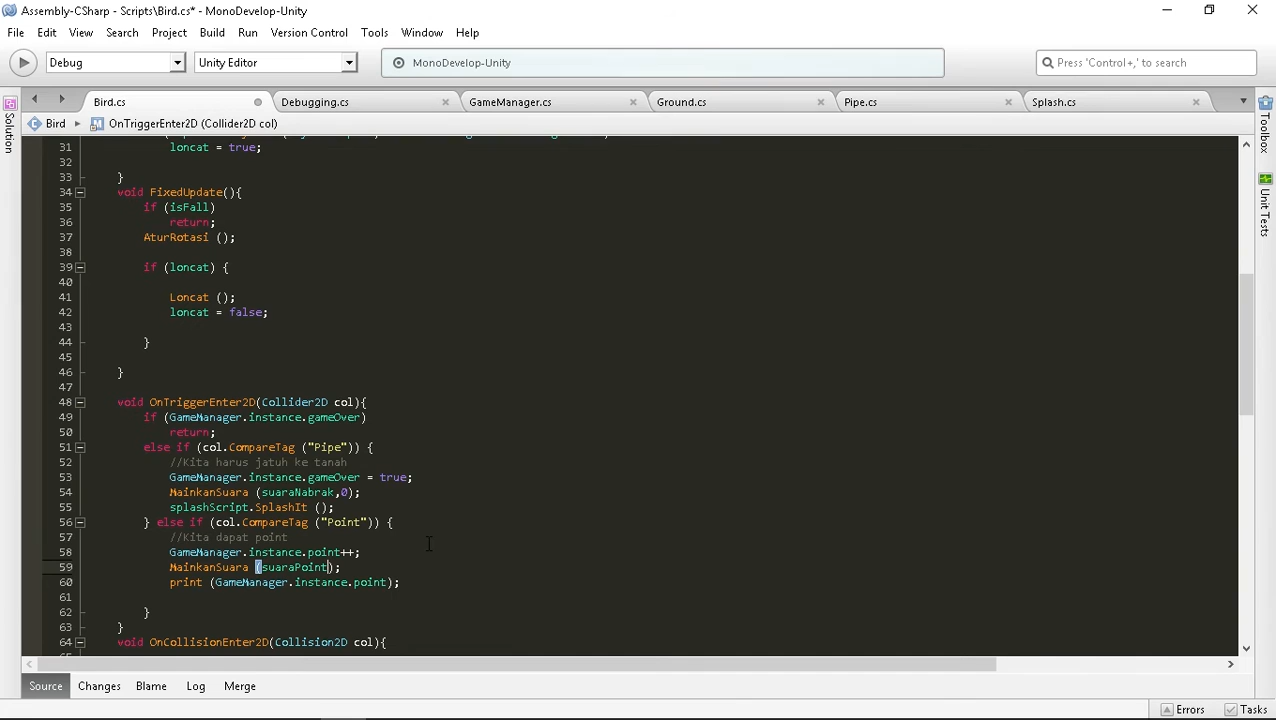 Assembly-CSharp - Scripts\Bird.cs* - MonoDevelop-Unity
File Edit View Search Project Build Run Version Control Tools Window Help
Debug Unity Editor MonoDevelop-Unity Press 'Control+,' to search
Bird.cs Debugging.cs GameManager.cs Ground.cs Pipe.cs Splash.cs
Bird OnTriggerEnter2D (Collider2D col)
Solution
Toolbox
Unit Tests
31 loncat = true;
32
33 }
34 void FixedUpdate(){
35 if (isFall)
36 return;
37 AturRotasi ();
38
39 if (loncat) {
40
41 Loncat ();
42 loncat = false;
43
44 }
45
46 }
47
48 void OnTriggerEnter2D(Collider2D col){
49 if (GameManager.instance.gameOver)
50 return;
51 else if (col.CompareTag ("Pipe")) {
52 //Kita harus jatuh ke tanah
53 GameManager.instance.gameOver = true;
54 MainkanSuara (suaraNabrak,0);
55 splashScript.SplashIt ();
56 } else if (col.CompareTag ("Point")) {
57 //Kita dapat point
58 GameManager.instance.point++;
59 MainkanSuara (suaraPoint);
60 print (GameManager.instance.point);
61
62 }
63 }
64 void OnCollisionEnter2D(Collision2D col){
Source Changes Blame Log Merge
Errors Tasks